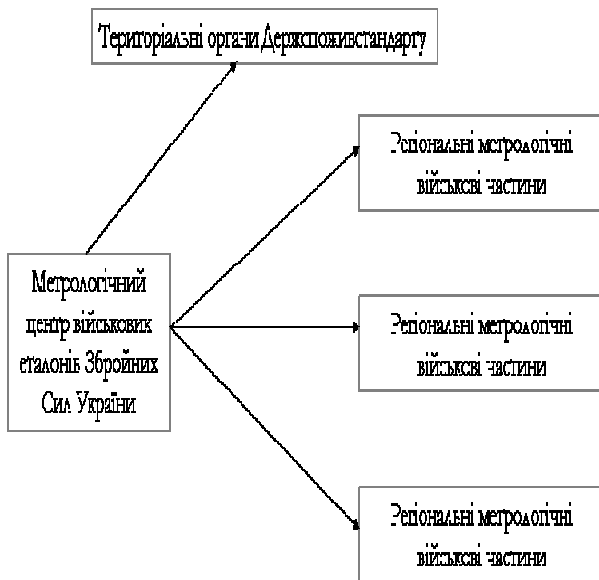 Територіальні органи Держспоживстандарту
Регіональні метрологічні
військові частини
Метрологічний
центр військових
еталонів Збройних
Сил України
Регіональні метрологічні
військові частини
Регіональні метрологічні
військові частини